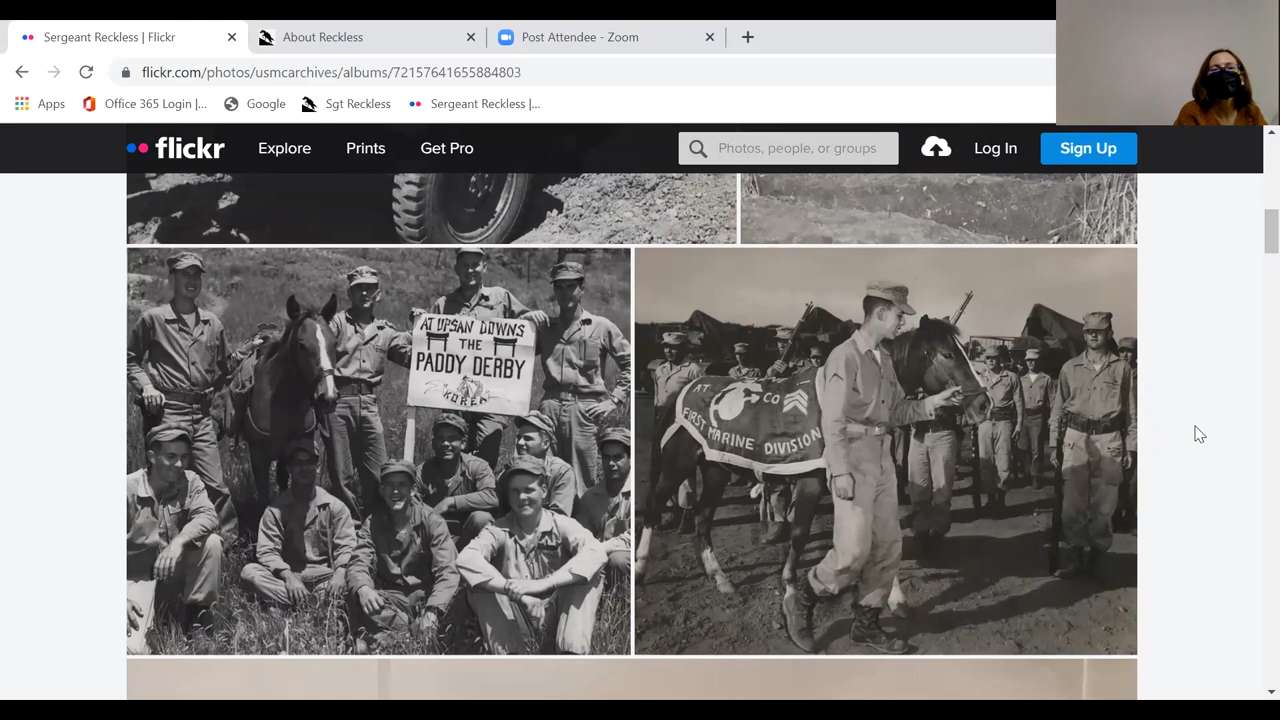 Sergeant Reckless | Flickr
About Reckless
Post Attendee - Zoom
flickr.com/photos/usmcarchives/albums/72157641655884803
Apps
Office 365 Login |...
Google
Sgt Reckless
Sergeant Reckless |...
flickr
Explore
Prints
Get Pro
Photos, people, or groups
Log In
Sign Up
AT UPSAN DOWNS
THE
PADDY DERBY
KOREA
AT CO
FIRST MARINE DIVISION